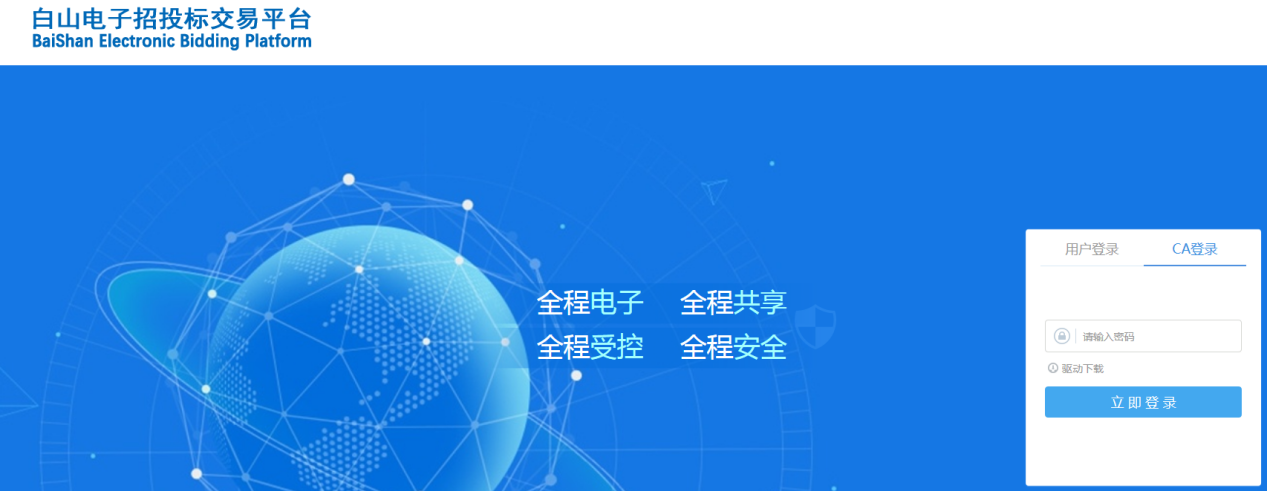 白山电子招投标交易平台
BaiShan Electronic Bidding Platform
全程电子 全程共享
全程受控 全程安全
用户登录 CA登录
请输入密码
驱动下载
立即登录